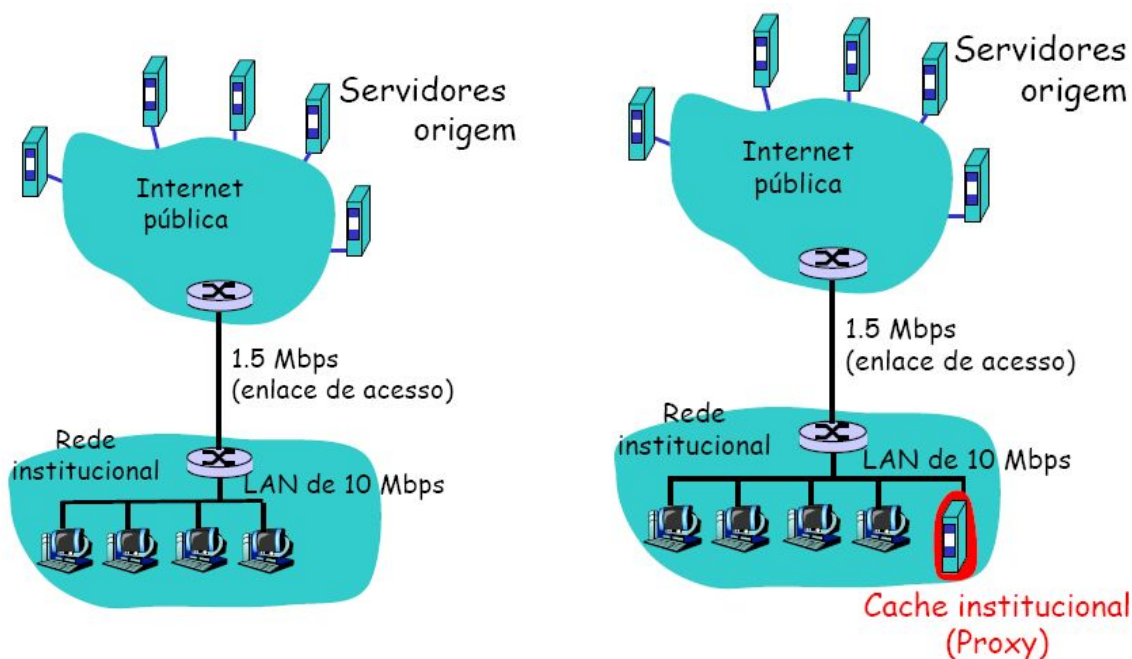 Servidores
origem
Internet
pública
1.5 Mbps
(enlace de acesso)
Rede
institucional
LAN de 10 Mbps
Servidores
origem
Internet
pública
1.5 Mbps
(enlace de acesso)
Rede
institucional
LAN de 10 Mbps
Cache institucional
(Proxy)